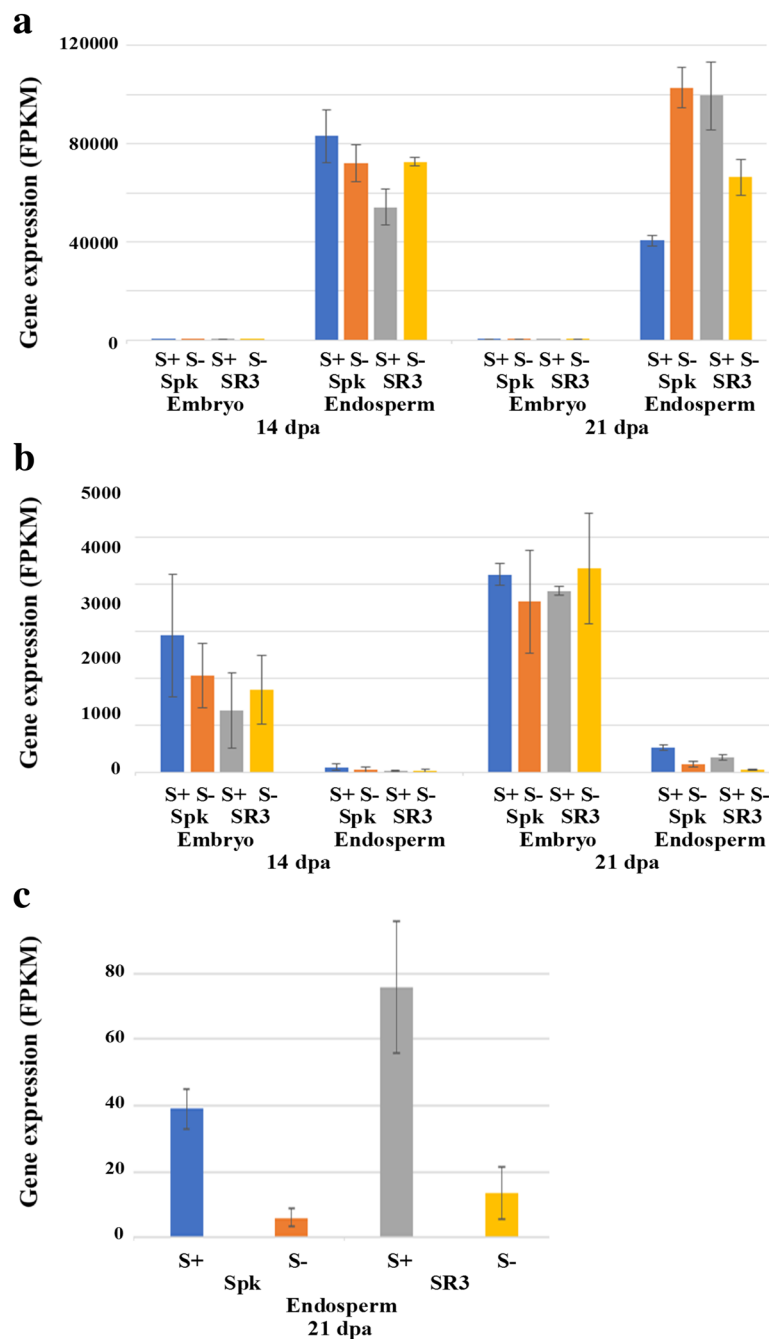 a
Gene expression (FPKM)
120000
80000
40000
0
S+ S- S+ S- S+ S- S+ S- S+ S- S+ S- S+ S- S+ S-
Spk SR3 Spk SR3 Spk SR3 Spk SR3
Embryo Endosperm Embryo Endosperm
14 dpa 21 dpa
b
Gene expression (FPKM)
5000
4000
3000
2000
1000
0
S+ S- S+ S- S+ S- S+ S- S+ S- S+ S- S+ S- S+ S-
Spk SR3 Spk SR3 Spk SR3 Spk SR3
Embryo Endosperm Embryo Endosperm
14 dpa 21 dpa
c
Gene expression (FPKM)
80
60
40
20
0
S+ S- S+ S-
Spk SR3
Endosperm
21 dpa